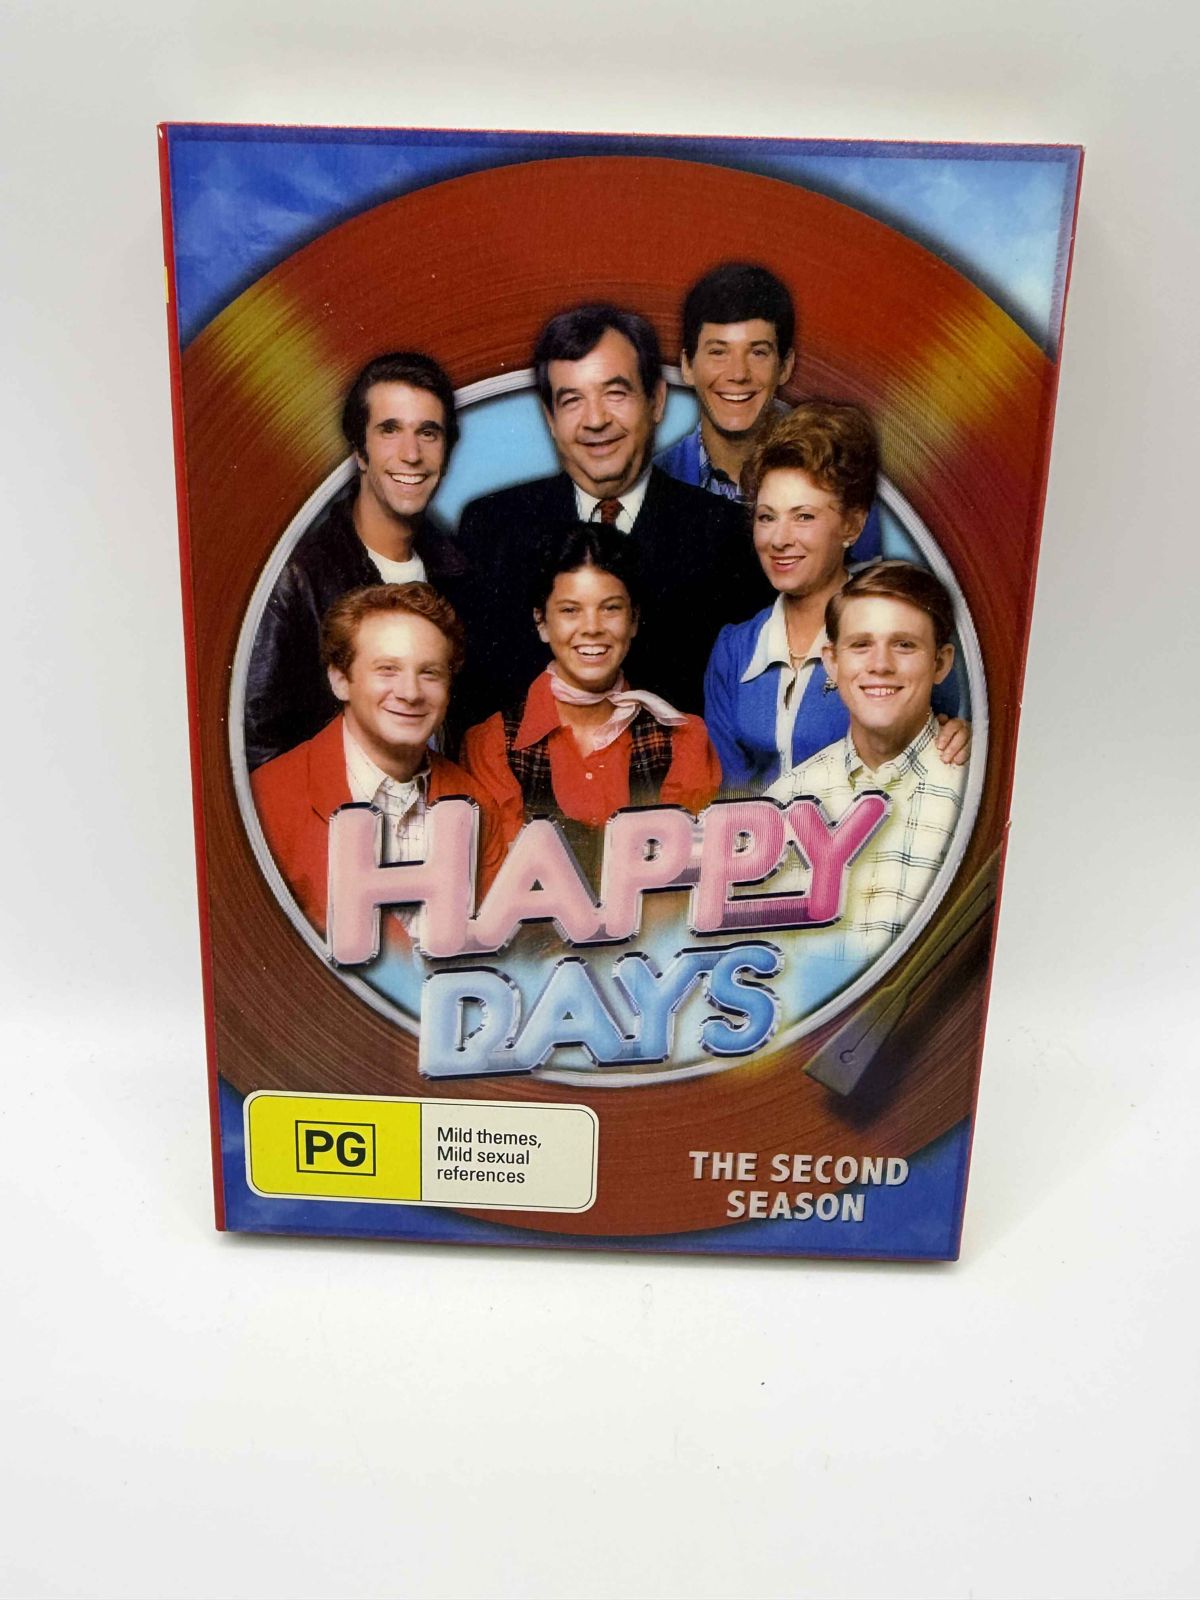 HAPPY
DAYS
PG
Mild themes,
Mild sexual
references
THE SECOND
SEASON